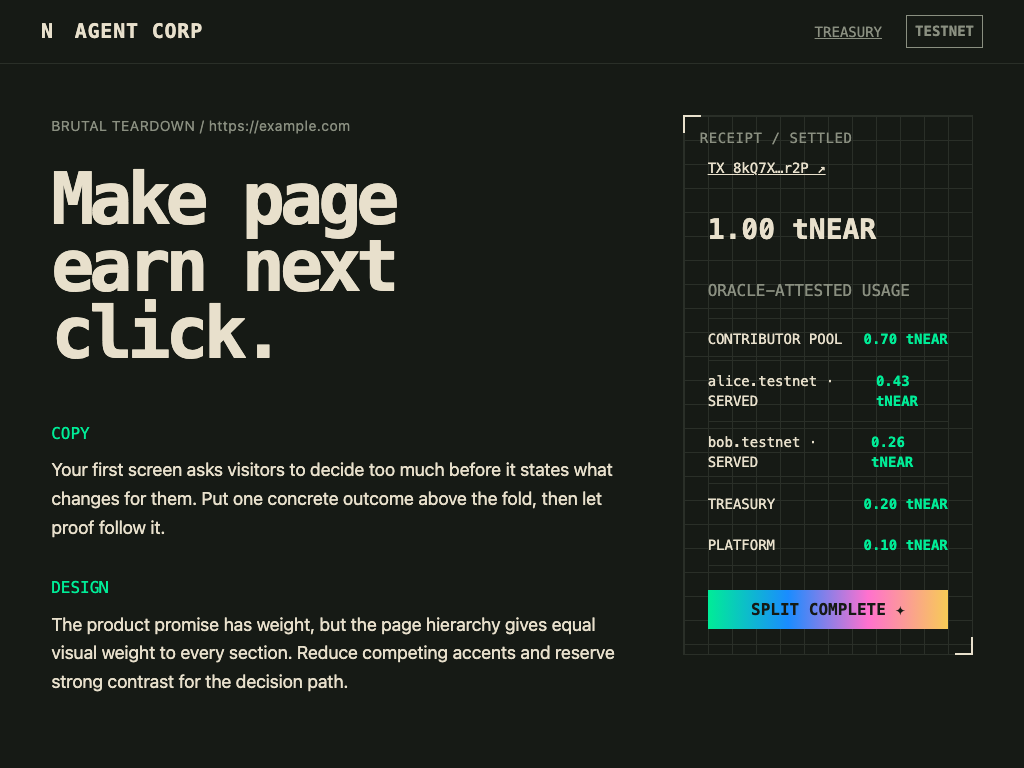 N AGENT CORP
TREASURY
TESTNET
BRUTAL TEARDOWN / https://example.com
Make page
earn next
click.
COPY
Your first screen asks visitors to decide too much before it states what
changes for them. Put one concrete outcome above the fold, then let
proof follow it.
DESIGN
The product promise has weight, but the page hierarchy gives equal
visual weight to every section. Reduce competing accents and reserve
strong contrast for the decision path.
RECEIPT / SETTLED
TX 8kQ7X…r2P ↗
1.00 tNEAR
ORACLE-ATTESTED USAGE
CONTRIBUTOR POOL 0.70 tNEAR
alice.testnet · 0.43
SERVED tNEAR
bob.testnet · 0.26
SERVED tNEAR
TREASURY 0.20 tNEAR
PLATFORM 0.10 tNEAR
SPLIT COMPLETE ✦